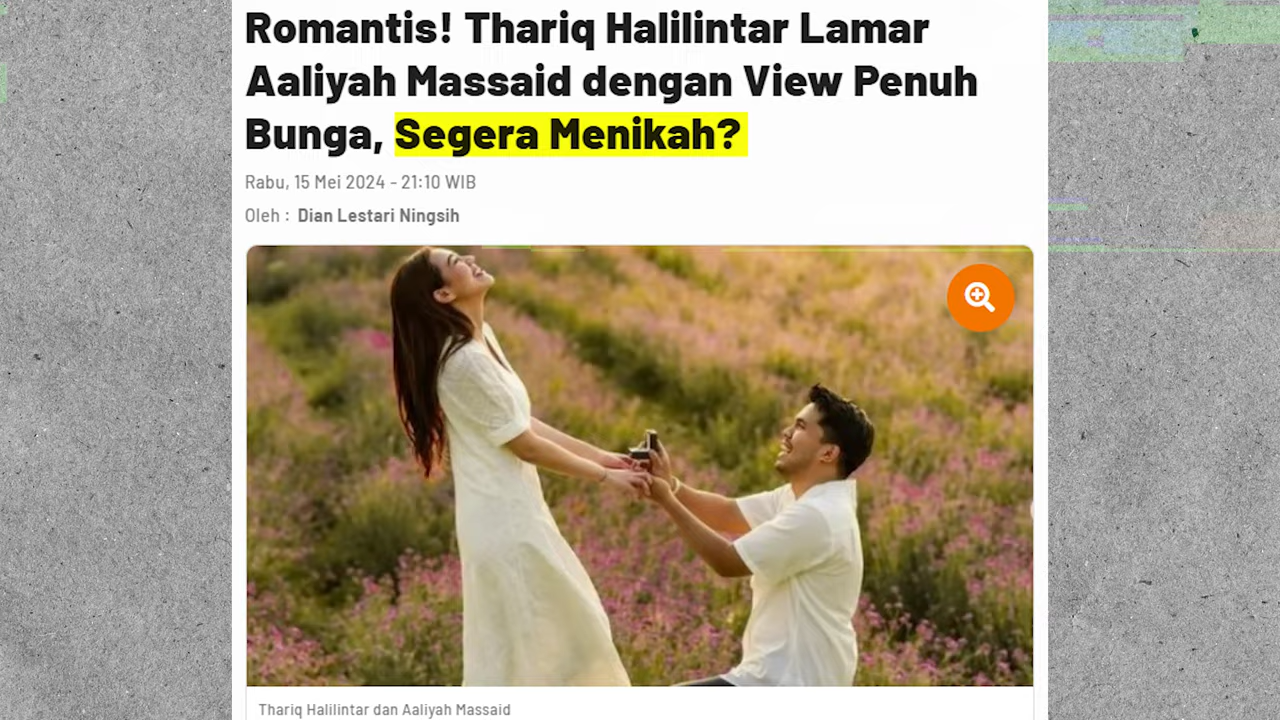 Romantis! Thariq Halilintar Lamar
Aaliyah Massaid dengan View Penuh
Bunga, Segera Menikah?
Rabu, 15 Mei 2024 - 21:10 WIB
Oleh : Dian Lestari Ningsih
Thariq Halilintar dan Aaliyah Massaid